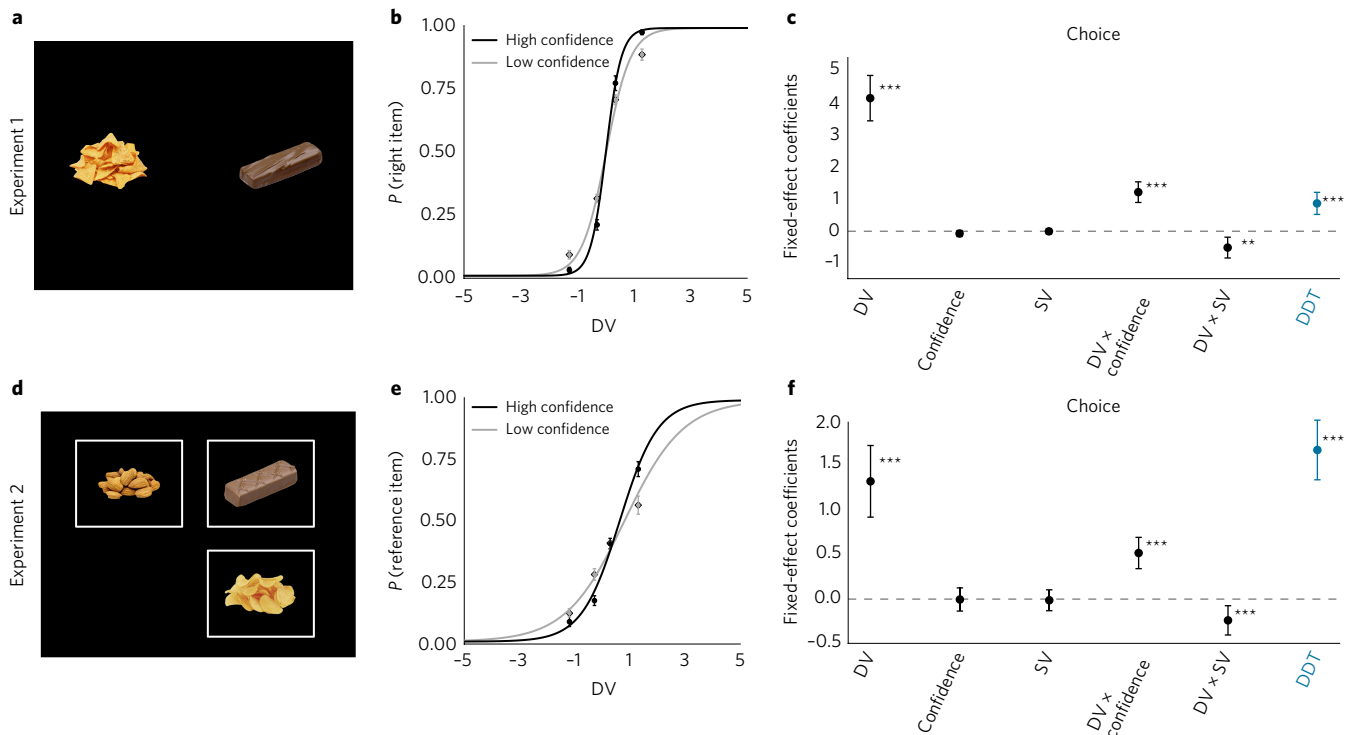 a
Experiment 1
b
1.00
0.75
0.50
0.25
0.00
P (right item)
High confidence
Low confidence
–5
–3
–1
1
3
5
DV
c
Choice
5
4
3
2
1
0
–1
Fixed-effect coefficients
***
***
**
***
DV
Confidence
SV
DV × confidence
DV × SV
DDT
d
Experiment 2
e
1.00
0.75
0.50
0.25
0.00
P (reference item)
High confidence
Low confidence
–5
–3
–1
1
3
5
DV
f
Choice
2.0
1.5
1.0
0.5
0.0
–0.5
Fixed-effect coefficients
***
***
***
***
DV
Confidence
SV
DV × confidence
DV × SV
DDT